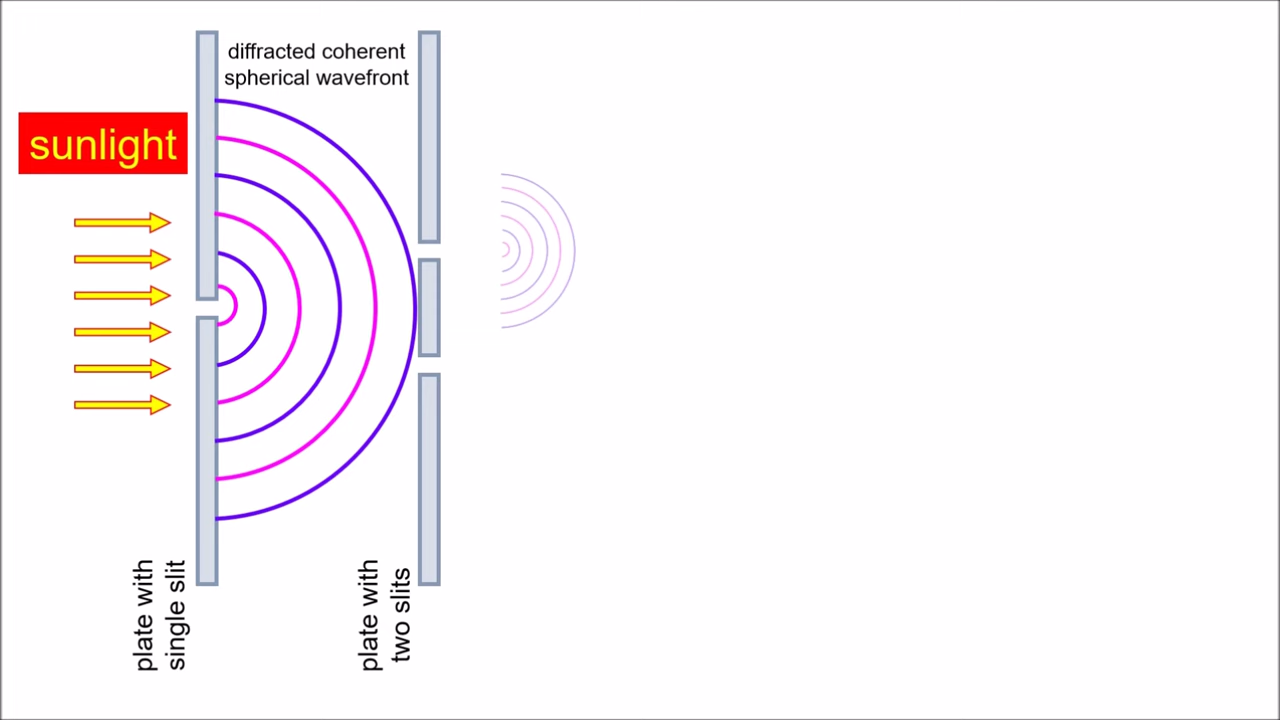 diffracted coherent
spherical wavefront
sunlight
plate with
single slit
plate with
two slits